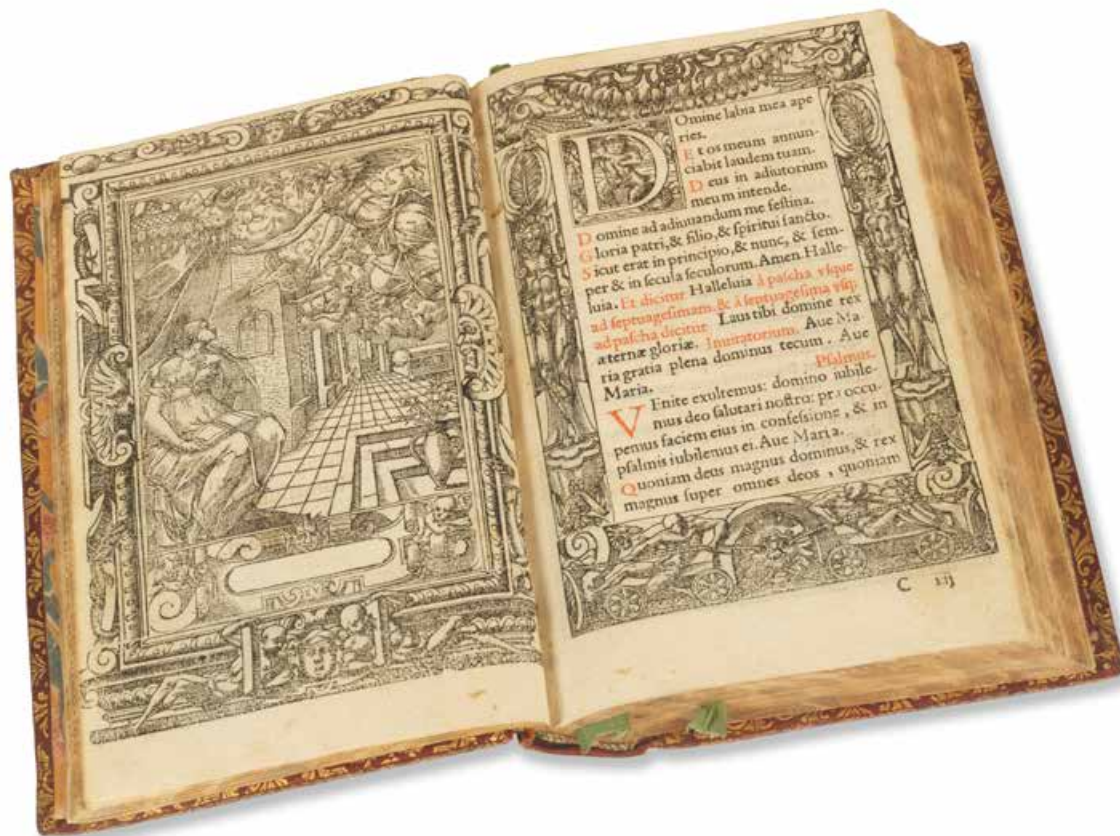 DOmine labia mea ape
ries.
Et os meum annun-
ciabit laudem tuam.
Deus in adiutorium
meum intende.
Domine ad adiuuandum me festina.
Gloria patri, & filio, & spiritui sancto.
Sicut erat in principio, & nunc, & sem-
per & in secula seculorum. Amen Halle-
luia. Et dicitur Halleluia à pascha vsque
ad septuagesimam, & à septuagesima vsq
ad pascha dicitur Laus tibi domine rex
æternæ gloriæ. Inuitatorium. Aue Ma
ria gratia plena dominus tecum. Aue
Maria. Psalmus.
VEnite exultemus: domino iubile-
mus deo salutari nostro: præoccu
pemus faciem eius in confessione, & in
psalmis iubilemus ei. Aue Maria.
Quoniam deus magnus dominus, & rex
magnus super omnes deos, quoniam
C